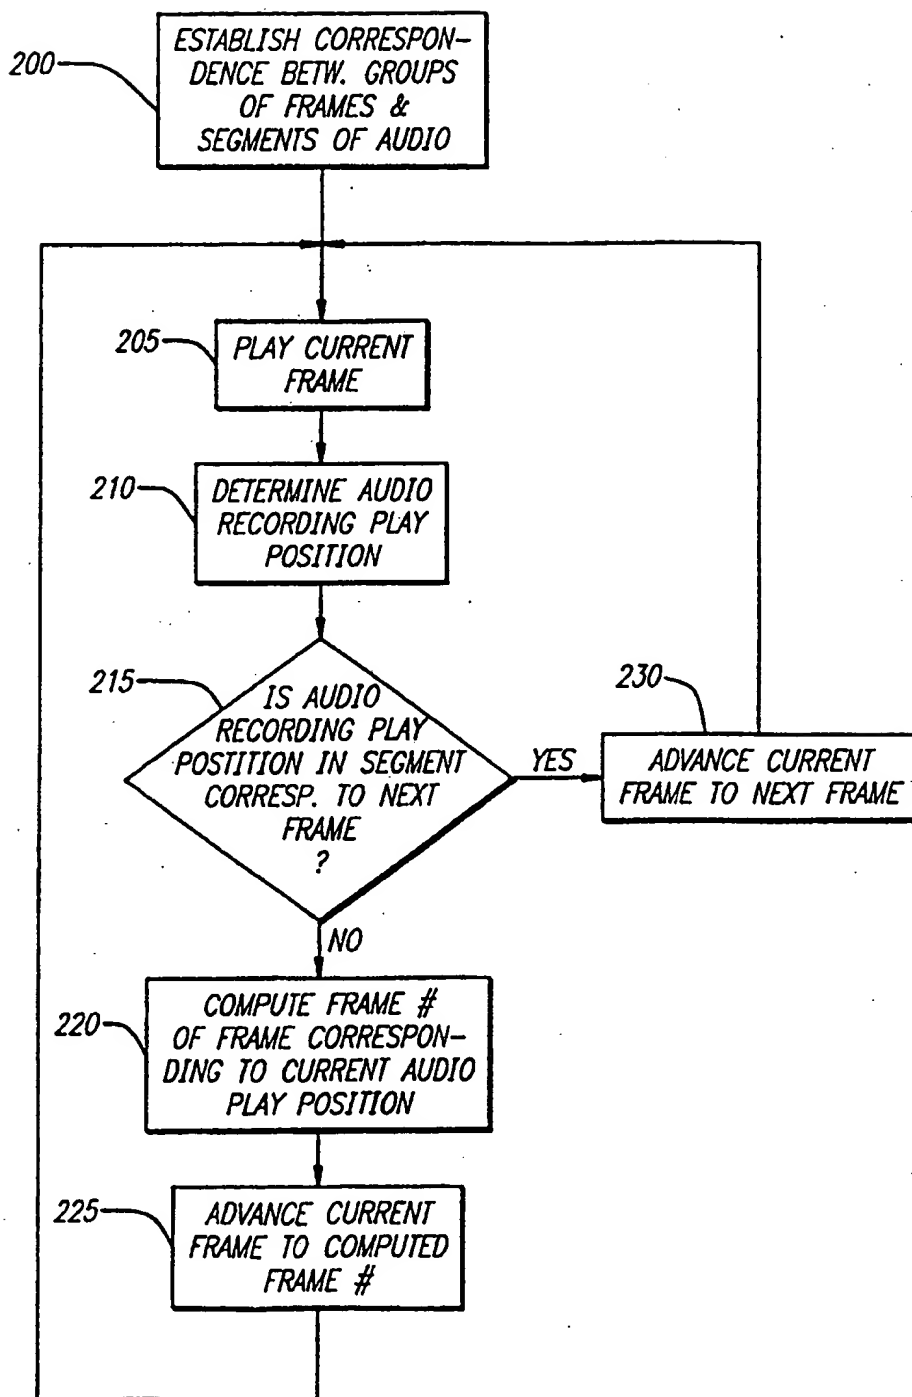 200
ESTABLISH CORRESPON-
DENCE BETW. GROUPS
OF FRAMES &
SEGMENTS OF AUDIO
205
PLAY CURRENT
FRAME
210
DETERMINE AUDIO
RECORDING PLAY
POSITION
215
IS AUDIO
RECORDING PLAY
POSTITION IN SEGMENT
CORRESP. TO NEXT
FRAME
?
YES
230
ADVANCE CURRENT
FRAME TO NEXT FRAME
NO
220
COMPUTE FRAME #
OF FRAME CORRESPON-
DING TO CURRENT AUDIO
PLAY POSITION
225
ADVANCE CURRENT
FRAME TO COMPUTED
FRAME #